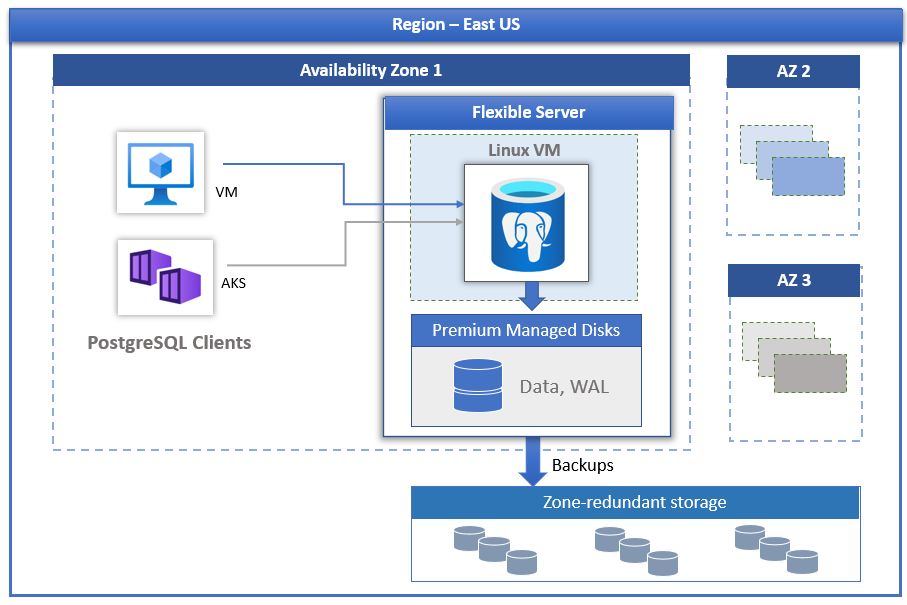 Region – East US
Availability Zone 1
AZ 2
Flexible Server
Linux VM
VM
AKS
PostgreSQL Clients
AZ 3
Premium Managed Disks
Data, WAL
Backups
Zone-redundant storage